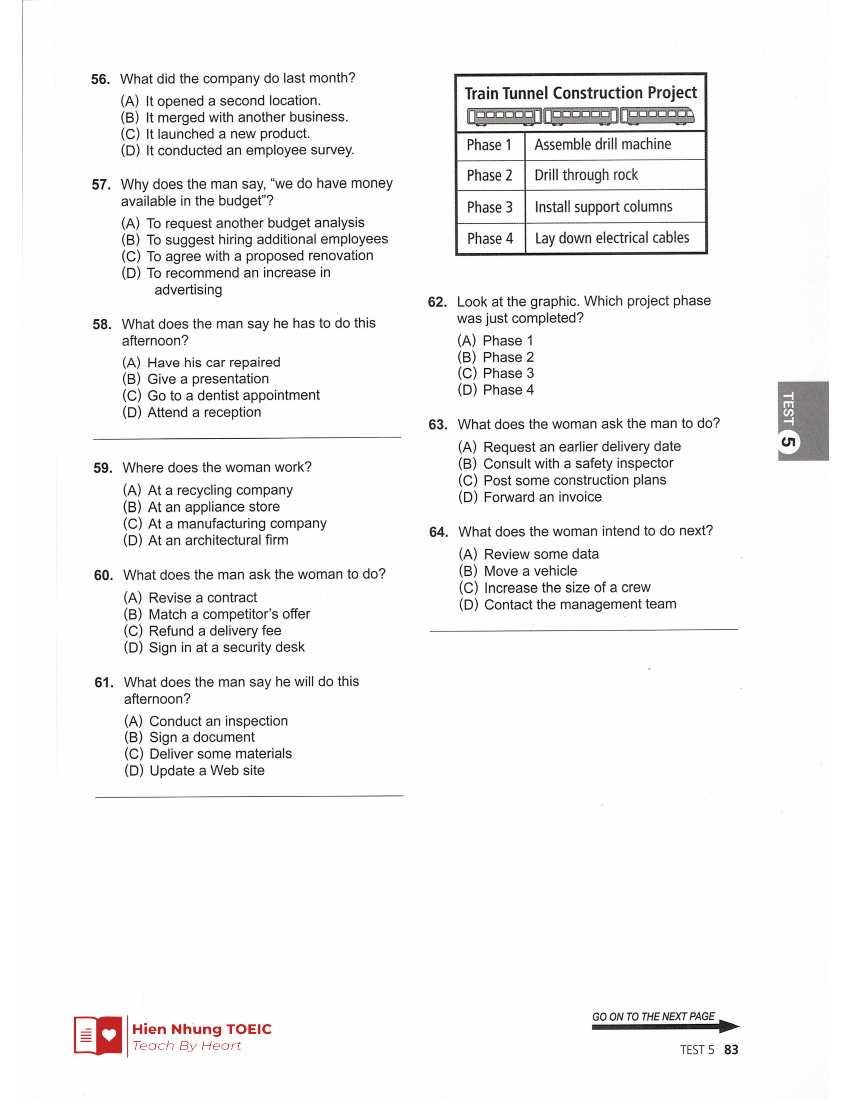 56. What did the company do last month?
(A) It opened a second location.
(B) It merged with another business.
(C) It launched a new product.
(D) It conducted an employee survey.
57. Why does the man say, “we do have money
available in the budget”?
(A) To request another budget analysis
(B) To suggest hiring additional employees
(C) To agree with a proposed renovation
(D) To recommend an increase in
advertising
58. What does the man say he has to do this
afternoon?
(A) Have his car repaired
(B) Give a presentation
(C) Go to a dentist appointment
(D) Attend a reception
59. Where does the woman work?
(A) At a recycling company
(B) At an appliance store
(C) At a manufacturing company
(D) At an architectural firm
60. What does the man ask the woman to do?
(A) Revise a contract
(B) Match a competitor’s offer
(C) Refund a delivery fee
(D) Sign in at a security desk
61. What does the man say he will do this
afternoon?
(A) Conduct an inspection
(B) Sign a document
(C) Deliver some materials
(D) Update a Web site
Train Tunnel Construction Project
Phase 1 Assemble drill machine
Phase 2 Drill through rock
Phase 3 Install support columns
Phase 4 Lay down electrical cables
62. Look at the graphic. Which project phase
was just completed?
(A) Phase 1
(B) Phase 2
(C) Phase 3
(D) Phase 4
63. What does the woman ask the man to do?
(A) Request an earlier delivery date
(B) Consult with a safety inspector
(C) Post some construction plans
(D) Forward an invoice
64. What does the woman intend to do next?
(A) Review some data
(B) Move a vehicle
(C) Increase the size of a crew
(D) Contact the management team
TEST 5
Hien Nhung TOEIC
Teach By Heart
GO ON TO THE NEXT PAGE
TEST 5 83